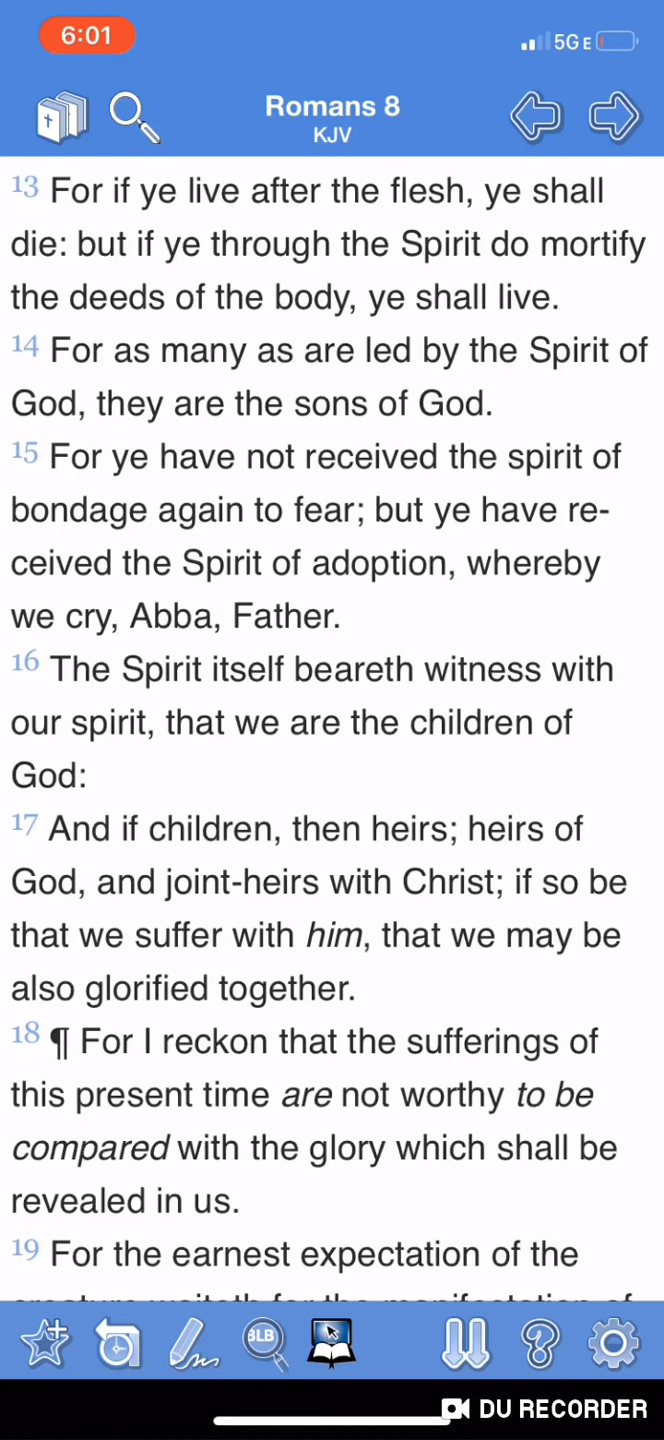 6:01
5G E
Romans 8
KJV
13 For if ye live after the flesh, ye shall
die: but if ye through the Spirit do mortify
the deeds of the body, ye shall live.
14 For as many as are led by the Spirit of
God, they are the sons of God.
15 For ye have not received the spirit of
bondage again to fear; but ye have re-
ceived the Spirit of adoption, whereby
we cry, Abba, Father.
16 The Spirit itself beareth witness with
our spirit, that we are the children of
God:
17 And if children, then heirs; heirs of
God, and joint-heirs with Christ; if so be
that we suffer with him, that we may be
also glorified together.
18 ¶ For I reckon that the sufferings of
this present time are not worthy to be
compared with the glory which shall be
revealed in us.
19 For the earnest expectation of the
BLB
DU RECORDER